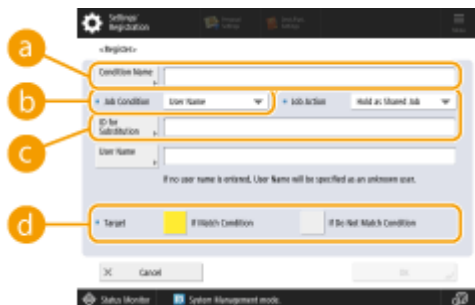 Settings/
Registration
<Register>
a
Condition Name
b
Job Condition
User Name
Job Action
Hold as Shared Job
c
ID for
Substitution
User Name
If no user name is entered, User Name will be specified as an unknown user.
d
Target
If Match Condition
If Do Not Match Condition
Cancel
OK
Status Monitor
System Management mode.